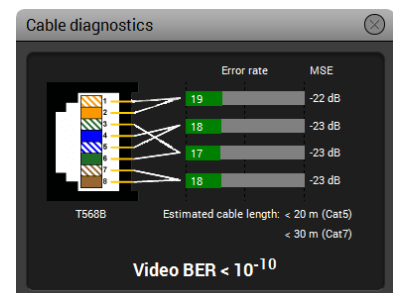 Cable diagnostics
Error rate MSE
1 19 -22 dB
2
3 18 -23 dB
4
5 17 -23 dB
6
7 18 -23 dB
8
T568B Estimated cable length: < 20 m (Cat5)
< 30 m (Cat7)
Video BER < 10⁻¹⁰